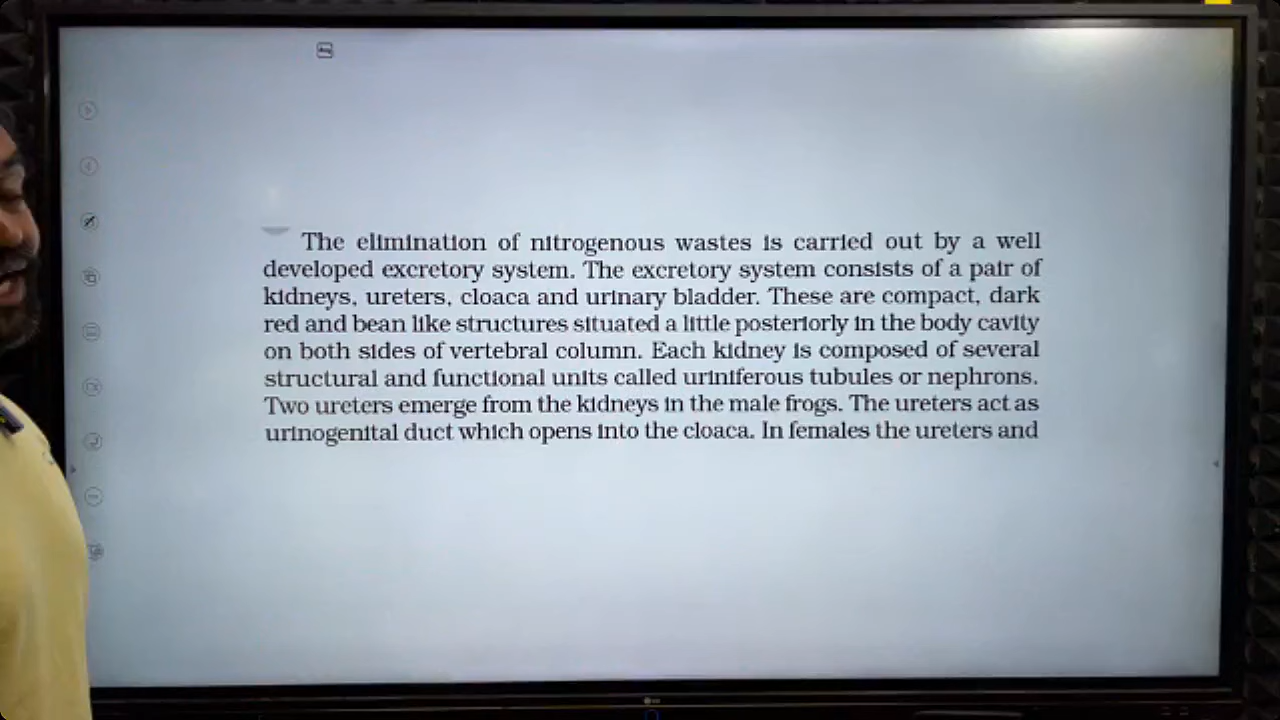 The elimination of nitrogenous wastes is carried out by a well
developed excretory system. The excretory system consists of a pair of
kidneys, ureters, cloaca and urinary bladder. These are compact, dark
red and bean like structures situated a little posteriorly in the body cavity
on both sides of vertebral column. Each kidney is composed of several
structural and functional units called uriniferous tubules or nephrons.
Two ureters emerge from the kidneys in the male frogs. The ureters act as
urinogenital duct which opens into the cloaca. In females the ureters and